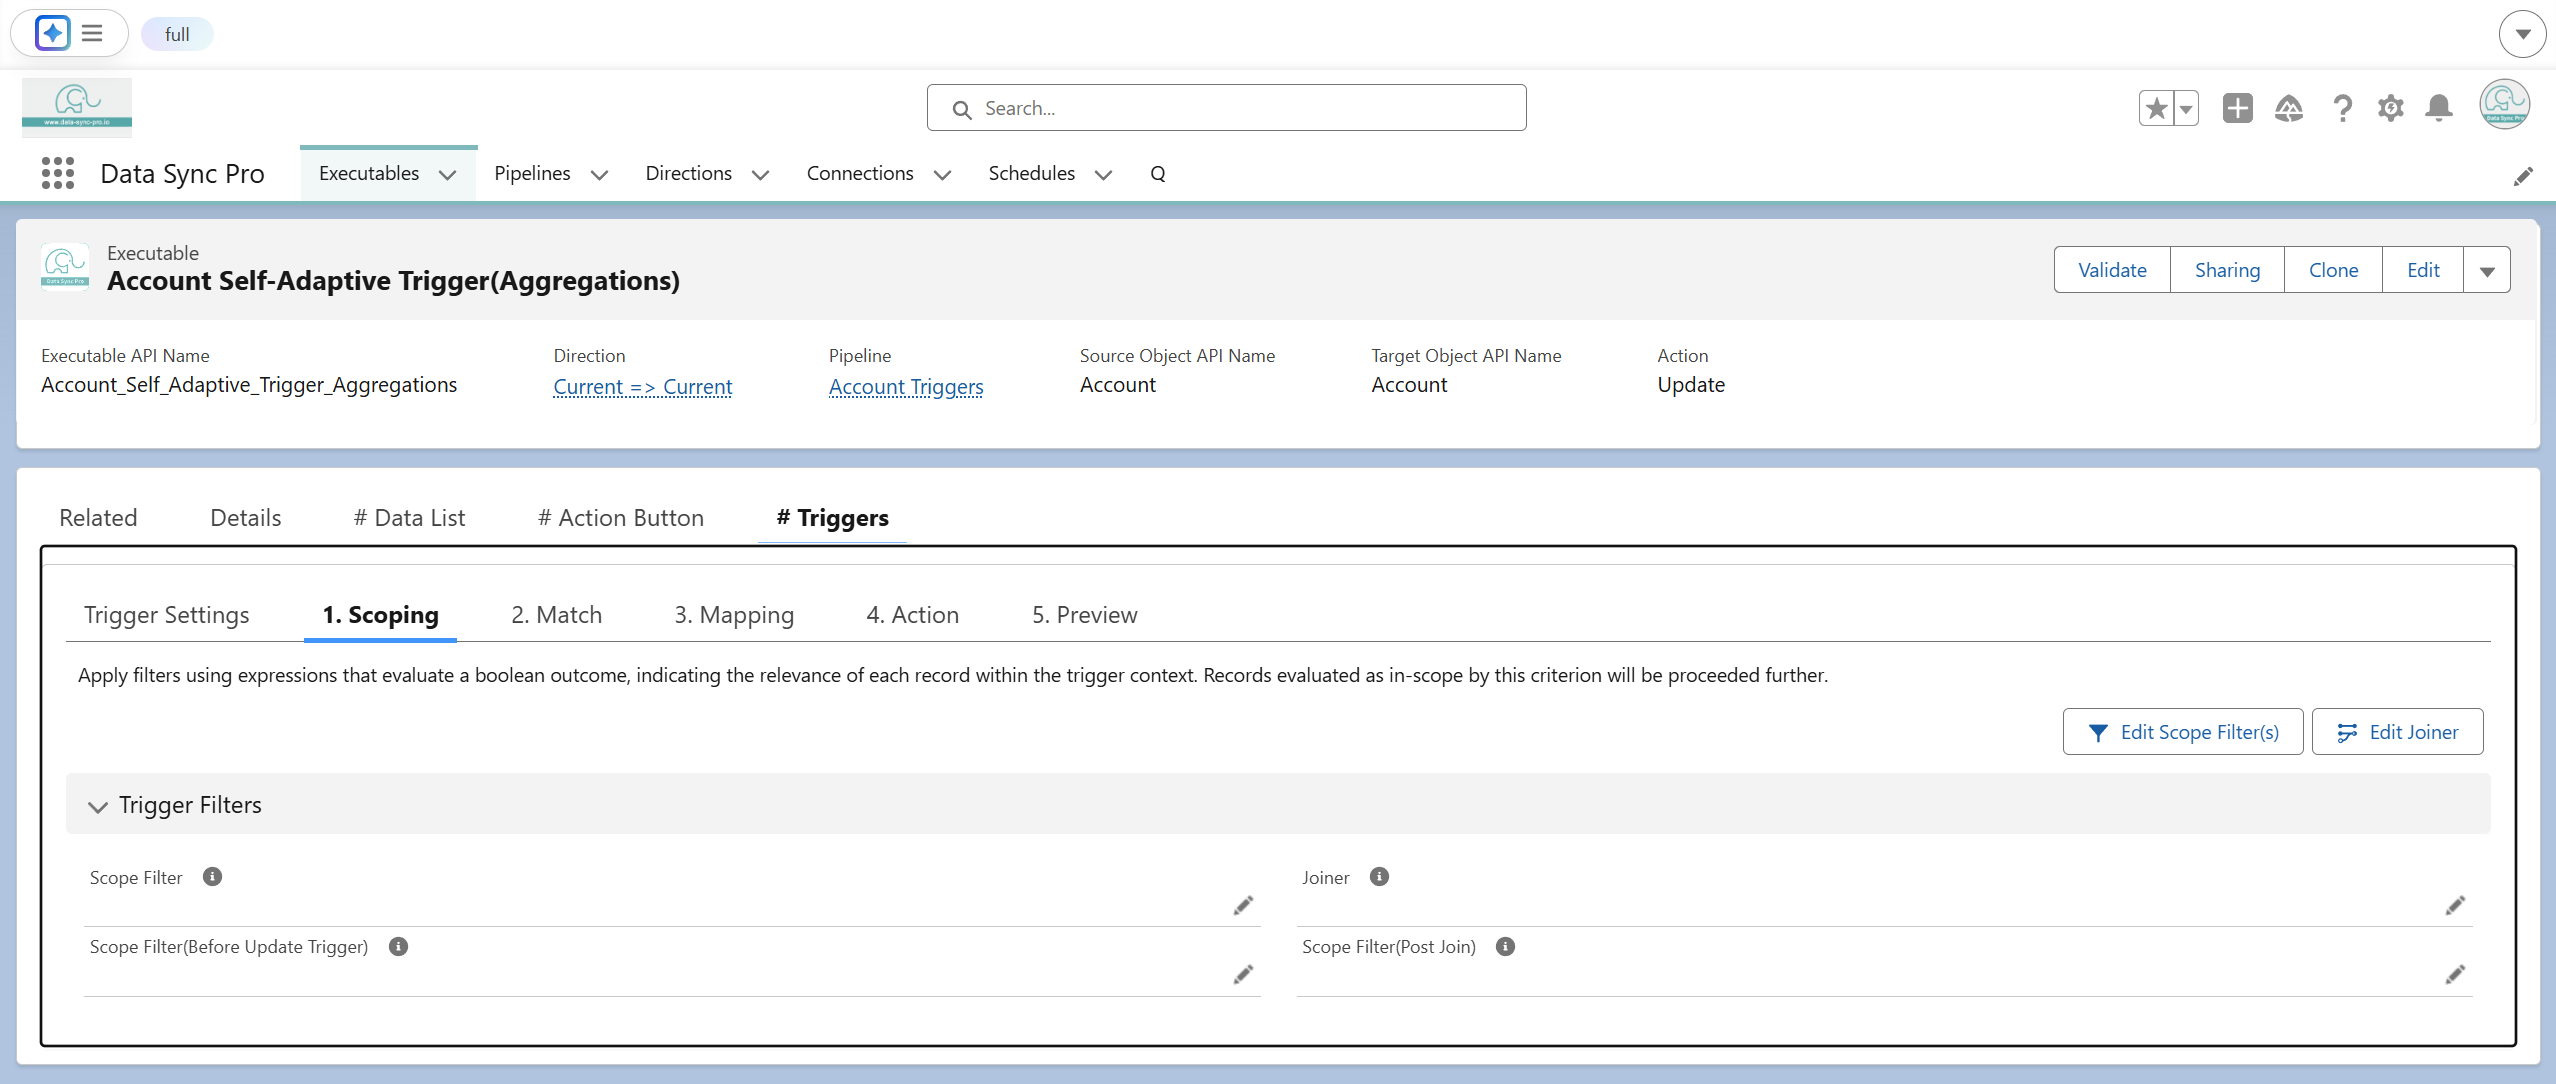 full
www.data-sync-pro.io
Search...
Data Sync Pro
Data Sync Pro
Executables
Pipelines
Directions
Connections
Schedules
Q
Data Sync Pro
Executable
Account Self-Adaptive Trigger(Aggregations)
Validate
Sharing
Clone
Edit
Executable API Name
Direction
Pipeline
Source Object API Name
Target Object API Name
Action
Account_Self_Adaptive_Trigger_Aggregations
Current => Current
Account Triggers
Account
Account
Update
Related
Details
# Data List
# Action Button
# Triggers
Trigger Settings
1. Scoping
2. Match
3. Mapping
4. Action
5. Preview
Apply filters using expressions that evaluate a boolean outcome, indicating the relevance of each record within the trigger context. Records evaluated as in-scope by this criterion will be proceeded further.
Edit Scope Filter(s)
Edit Joiner
Trigger Filters
Scope Filter
Joiner
Scope Filter(Before Update Trigger)
Scope Filter(Post Join)